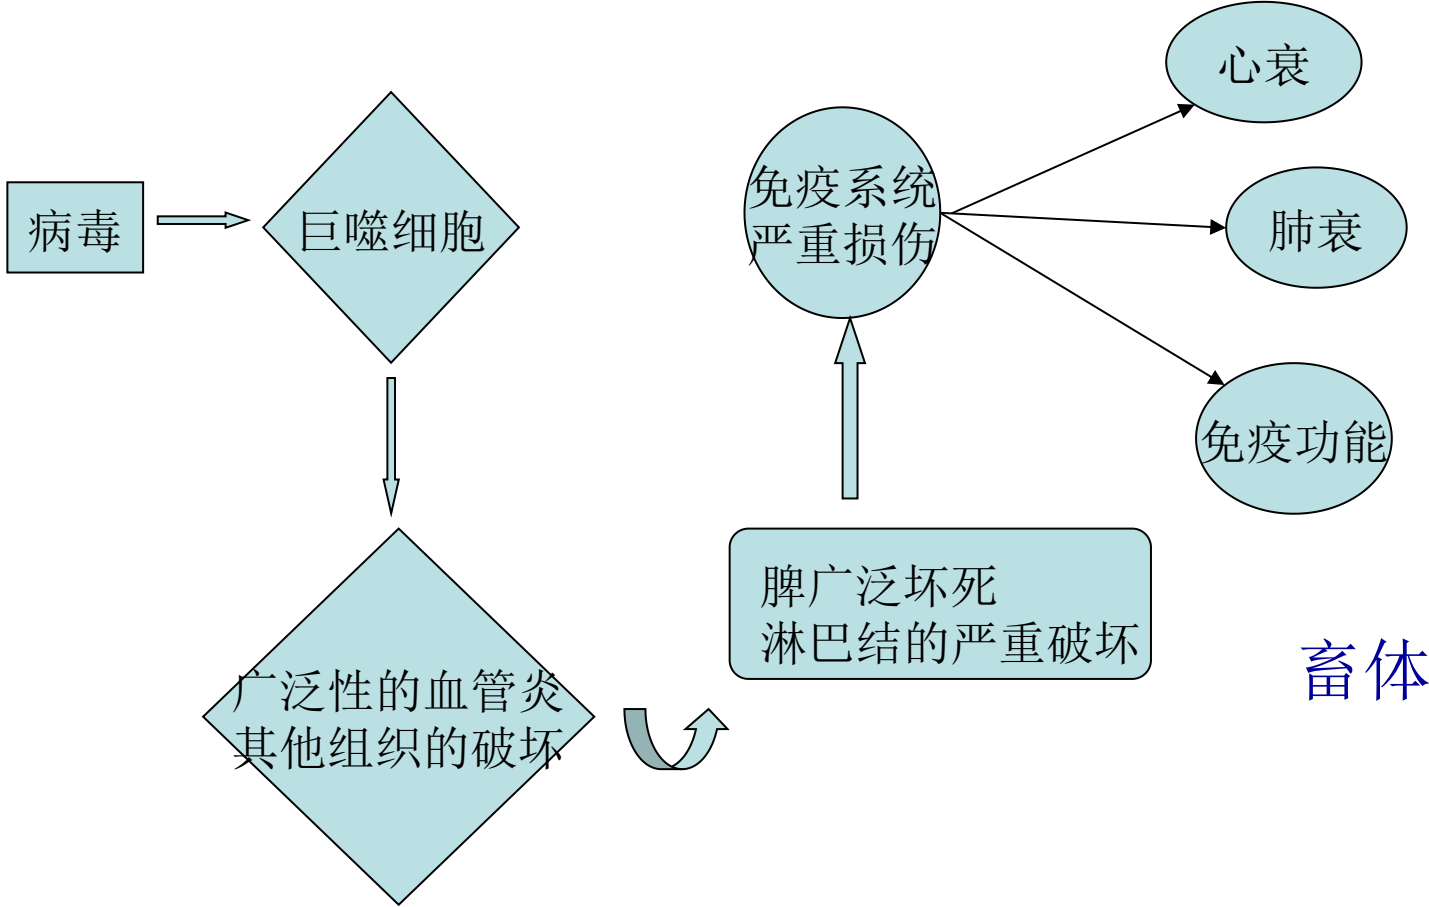 病毒
巨噬细胞
广泛性的血管炎
其他组织的破坏
脾广泛坏死
淋巴结的严重破坏
免疫系统
严重损伤
心衰
肺衰
免疫功能
畜体